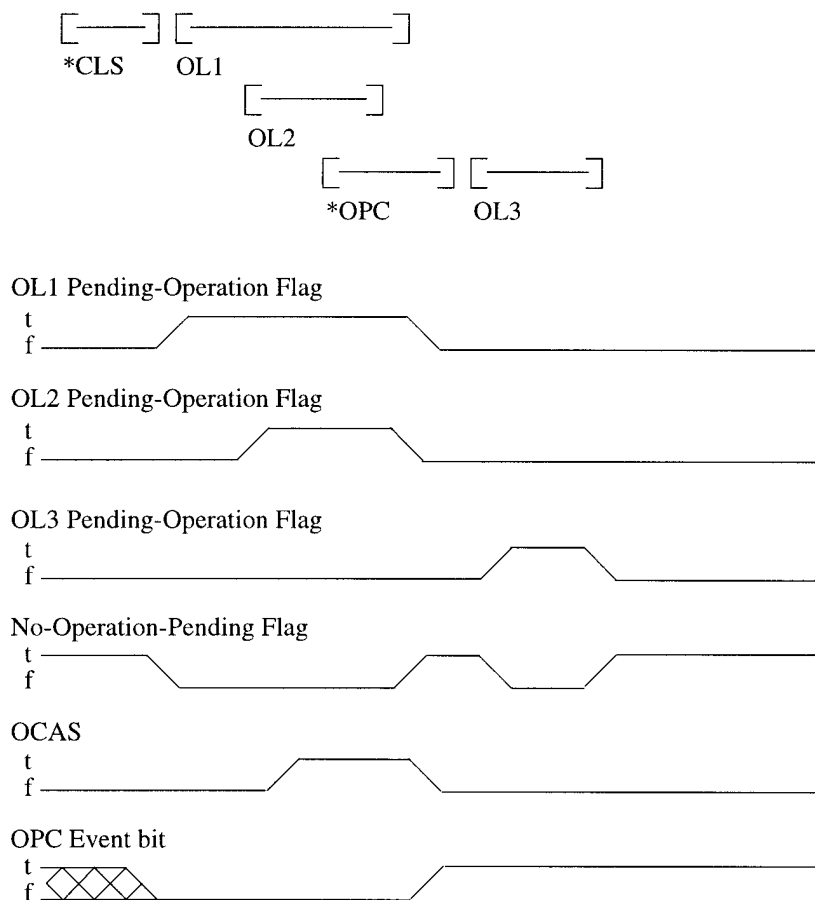 *CLS OL1
OL2
*OPC OL3
OL1 Pending-Operation Flag
t
f
OL2 Pending-Operation Flag
t
f
OL3 Pending-Operation Flag
t
f
No-Operation-Pending Flag
t
f
OCAS
t
f
OPC Event bit
t
f